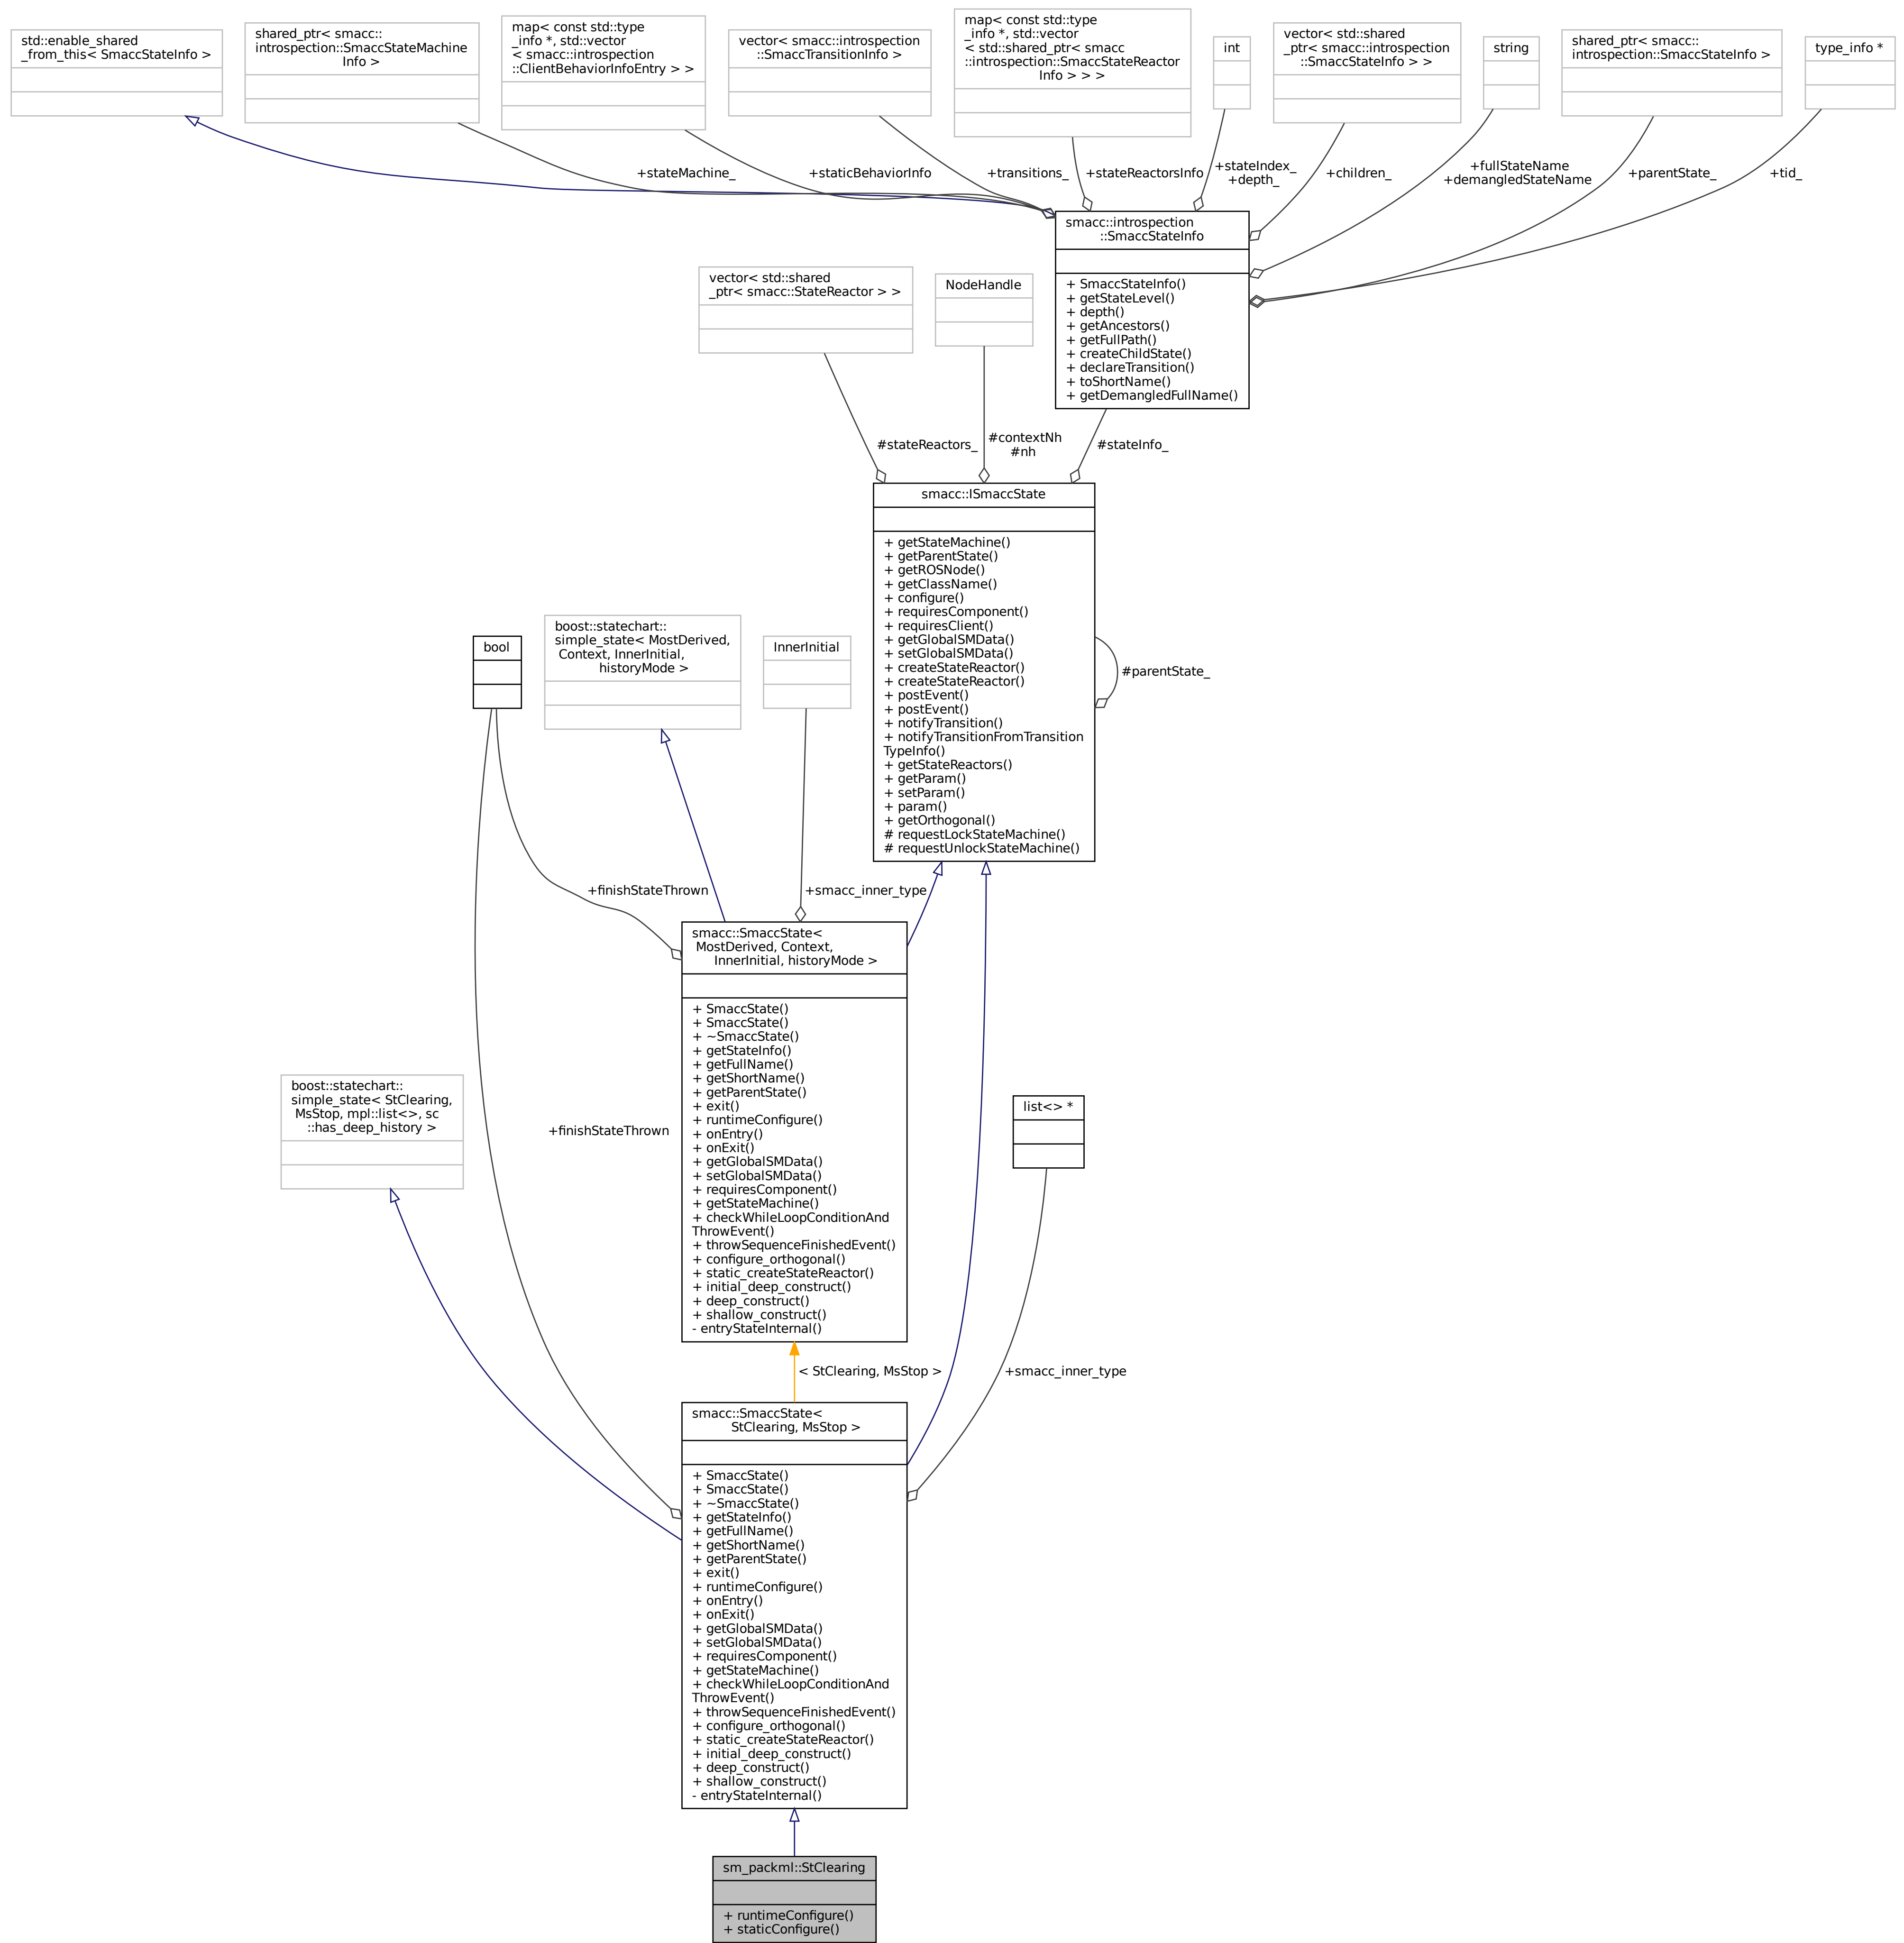 std::enable_shared
_from_this< SmaccStateInfo >
shared_ptr< smacc::
introspection::SmaccStateMachine
Info >
map< const std::type
_info *, std::vector
< smacc::introspection
::ClientBehaviorInfoEntry > >
vector< smacc::introspection
::SmaccTransitionInfo >
map< const std::type
_info *, std::vector
< std::shared_ptr< smacc
::introspection::SmaccStateReactor
Info > > >
int
vector< std::shared
_ptr< smacc::introspection
::SmaccStateInfo > >
string
shared_ptr< smacc::
introspection::SmaccStateInfo >
type_info *
+stateMachine_
+staticBehaviorInfo
+transitions_
+stateReactorsInfo
+stateIndex_
+depth_
+children_
+fullStateName
+demangledStateName
+parentState_
+tid_
smacc::introspection
::SmaccStateInfo
+ SmaccStateInfo()
+ getStateLevel()
+ depth()
+ getAncestors()
+ getFullPath()
+ createChildState()
+ declareTransition()
+ toShortName()
+ getDemangledFullName()
vector< std::shared
_ptr< smacc::StateReactor > >
NodeHandle
#stateReactors_
#contextNh
#nh
#stateInfo_
smacc::ISmaccState
+ getStateMachine()
+ getParentState()
+ getROSNode()
+ getClassName()
+ configure()
+ requiresComponent()
+ requiresClient()
+ getGlobalSMData()
+ setGlobalSMData()
+ createStateReactor()
+ createStateReactor()
+ postEvent()
+ postEvent()
+ notifyTransition()
+ notifyTransitionFromTransition
TypeInfo()
+ getStateReactors()
+ getParam()
+ setParam()
+ param()
+ getOrthogonal()
# requestLockStateMachine()
# requestUnlockStateMachine()
#parentState_
bool
boost::statechart::
simple_state< MostDerived,
Context, InnerInitial,
historyMode >
InnerInitial
+finishStateThrown
+smacc_inner_type
smacc::SmaccState<
MostDerived, Context,
InnerInitial, historyMode >
+ SmaccState()
+ SmaccState()
+ ~SmaccState()
+ getStateInfo()
+ getFullName()
+ getShortName()
+ getParentState()
+ exit()
+ runtimeConfigure()
+ onEntry()
+ onExit()
+ getGlobalSMData()
+ setGlobalSMData()
+ requiresComponent()
+ getStateMachine()
+ checkWhileLoopConditionAnd
ThrowEvent()
+ throwSequenceFinishedEvent()
+ configure_orthogonal()
+ static_createStateReactor()
+ initial_deep_construct()
+ deep_construct()
+ shallow_construct()
- entryStateInternal()
boost::statechart::
simple_state< StClearing,
MsStop, mpl::list<>, sc
::has_deep_history >
+finishStateThrown
list<> *
< StClearing, MsStop >
+smacc_inner_type
smacc::SmaccState<
StClearing, MsStop >
+ SmaccState()
+ SmaccState()
+ ~SmaccState()
+ getStateInfo()
+ getFullName()
+ getShortName()
+ getParentState()
+ exit()
+ runtimeConfigure()
+ onEntry()
+ onExit()
+ getGlobalSMData()
+ setGlobalSMData()
+ requiresComponent()
+ getStateMachine()
+ checkWhileLoopConditionAnd
ThrowEvent()
+ throwSequenceFinishedEvent()
+ configure_orthogonal()
+ static_createStateReactor()
+ initial_deep_construct()
+ deep_construct()
+ shallow_construct()
- entryStateInternal()
sm_packml::StClearing
+ runtimeConfigure()
+ staticConfigure()